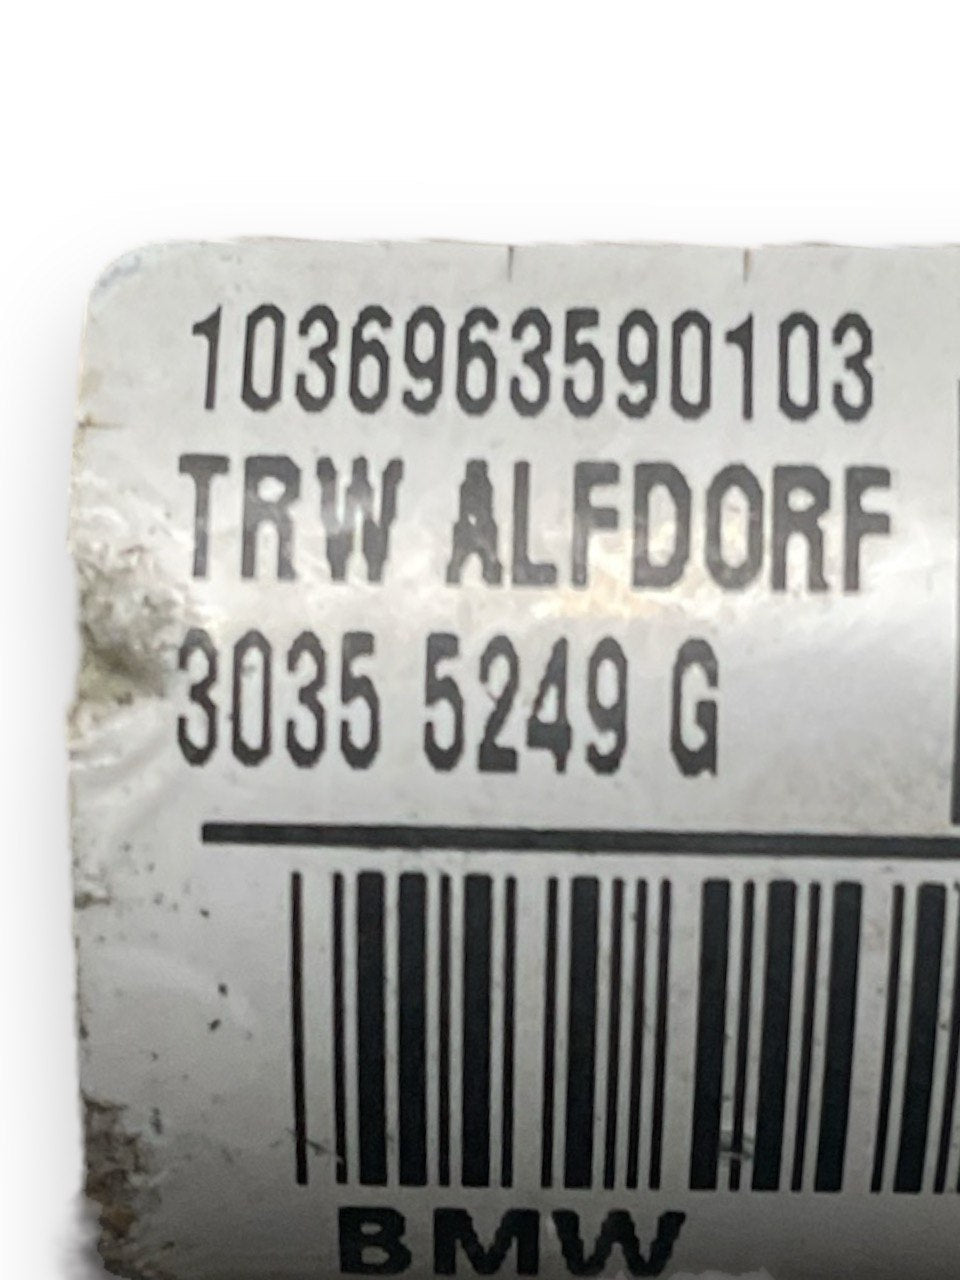 1036963590103
TRW ALFDORF
3035 5249 G
BMW